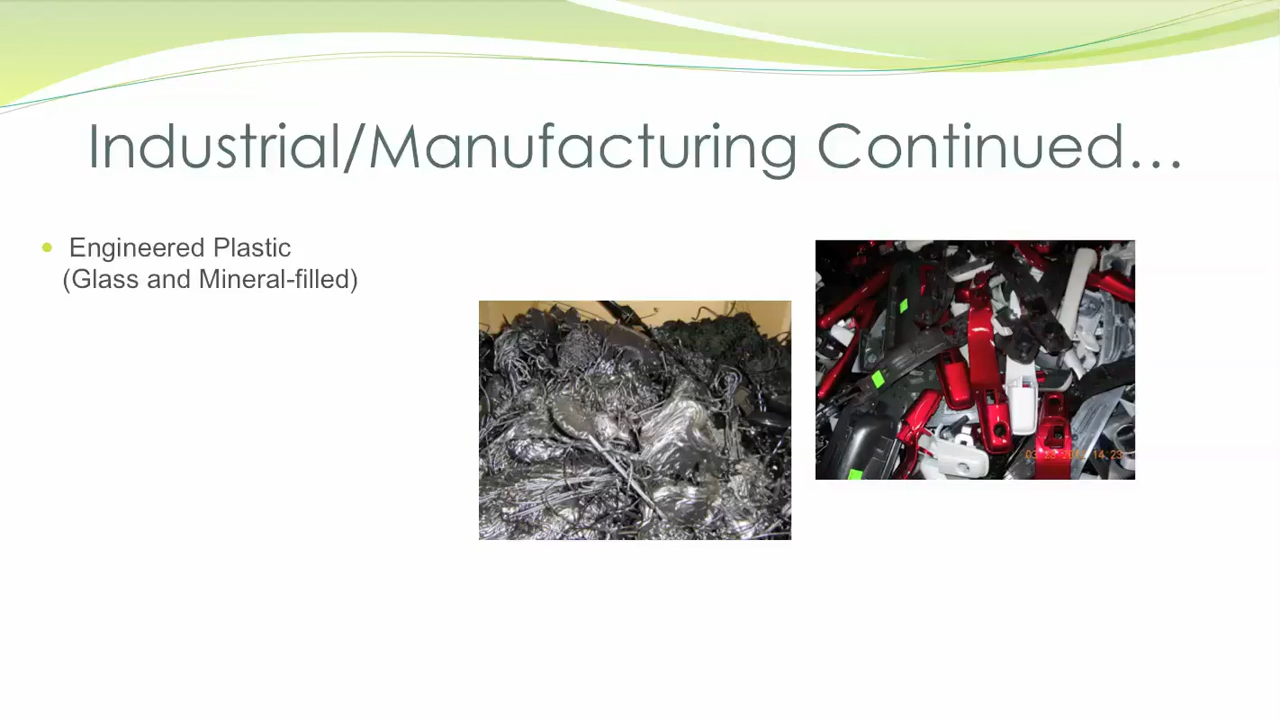 Industrial/Manufacturing Continued…
Engineered Plastic
(Glass and Mineral-filled)